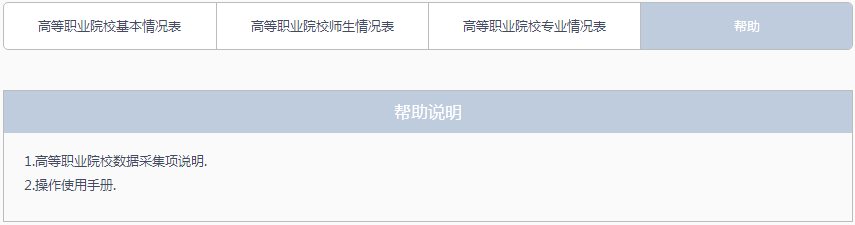 高等职业院校基本情况表
高等职业院校师生情况表
高等职业院校专业情况表
帮助
帮助说明
1.高等职业院校数据采集项说明.
2.操作使用手册.